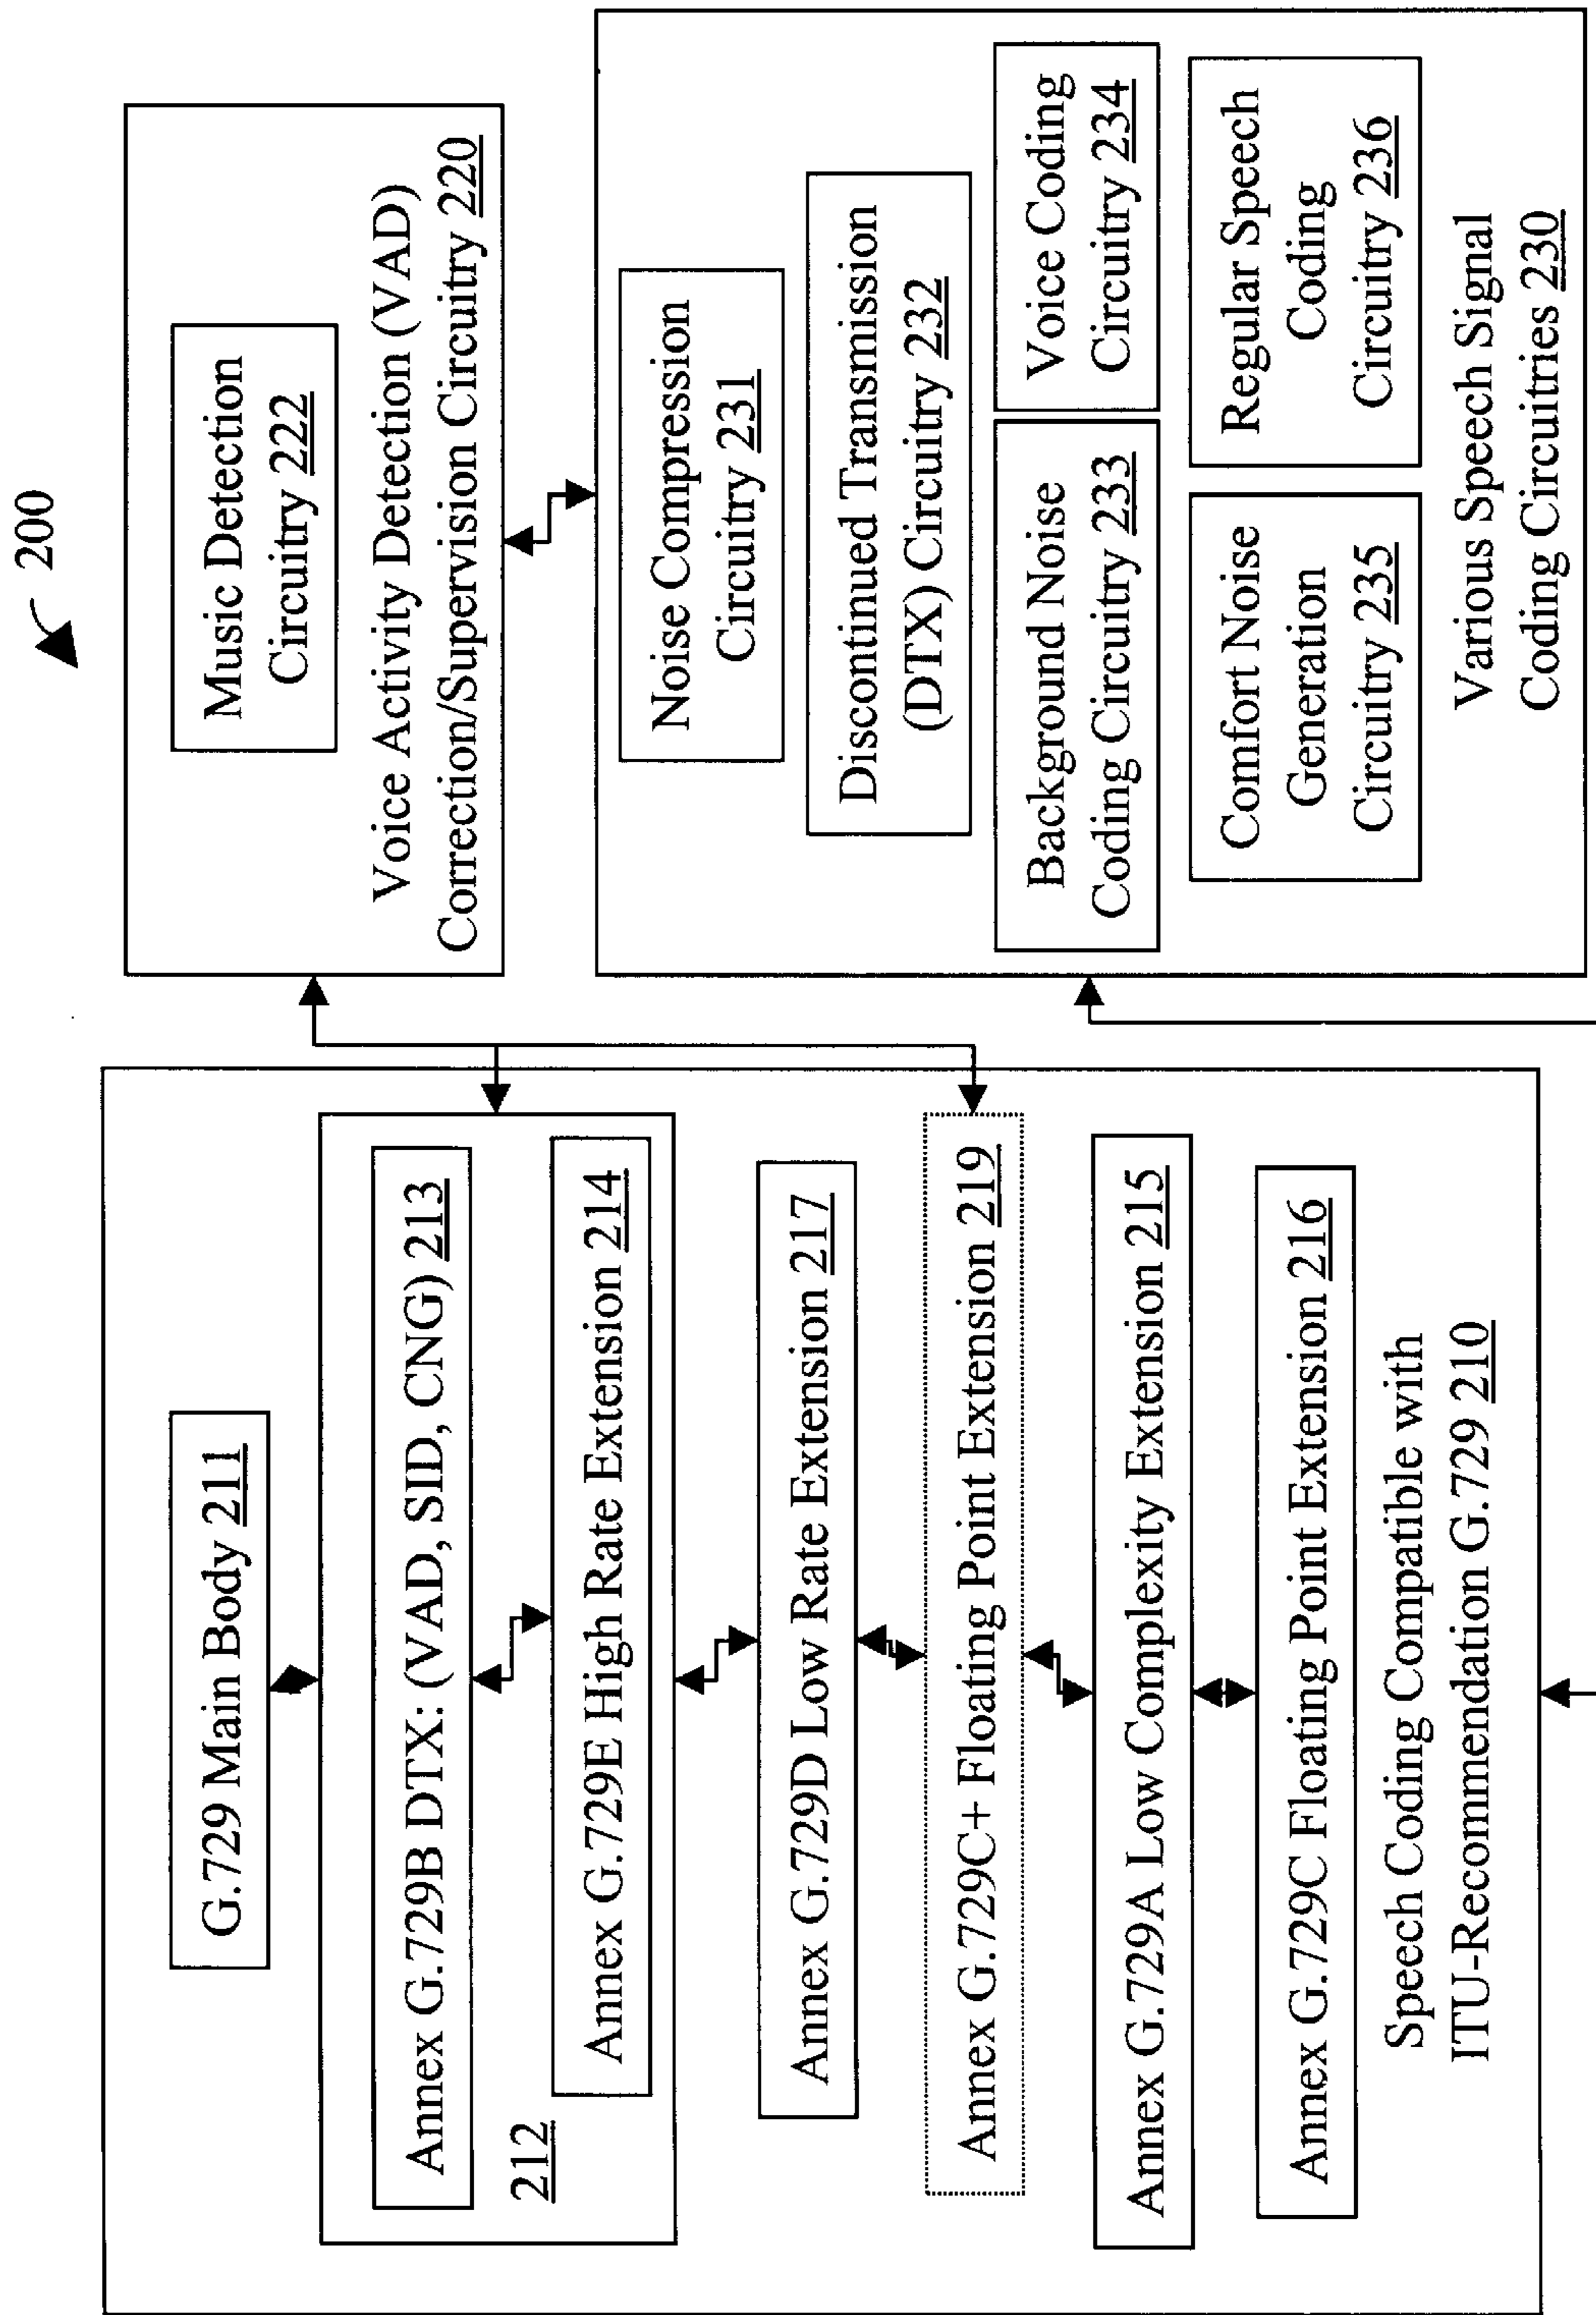 200
G.729 Main Body 211
Annex G.729B DTX: (VAD, SID, CNG) 213
Annex G.729E High Rate Extension 214
212
Annex G.729D Low Rate Extension 217
Annex G.729C+ Floating Point Extension 219
Annex G.729A Low Complexity Extension 215
Annex G.729C Floating Point Extension 216
Speech Coding Compatible with
ITU-Recommendation G.729 210
Music Detection
Circuitry 222
Voice Activity Detection (VAD)
Correction/Supervision Circuitry 220
Noise Compression
Circuitry 231
Discontinued Transmission
(DTX) Circuitry 232
Background Noise
Coding Circuitry 233
Voice Coding
Circuitry 234
Comfort Noise
Generation
Circuitry 235
Regular Speech
Coding
Circuitry 236
Various Speech Signal
Coding Circuitries 230